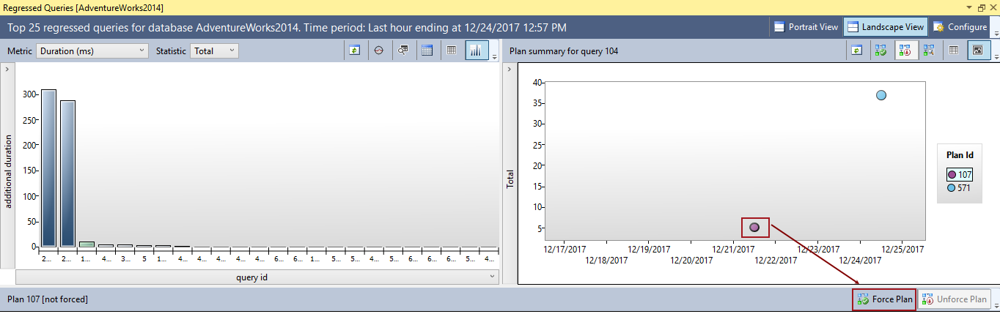 Regressed Queries [AdventureWorks2014]
Top 25 regressed queries for database AdventureWorks2014. Time period: Last hour ending at 12/24/2017 12:57 PM
Portrait View
Landscape View
Configure
Metric Duration (ms) Statistic Total
Plan summary for query 104
additional duration
300
250
200
150
100
50
0
2... 2... 1... 4... 3... 5 1... 4... 4... 4... 4... 4... 6... 6... 1... 5... 5... 4... 5... 6... 6... 6... 5... 4...
query id
Total
40
35
30
25
20
15
10
5
12/17/2017 12/19/2017 12/21/2017 12/23/2017 12/25/2017
12/18/2017 12/20/2017 12/22/2017 12/24/2017
Plan Id
107
571
Plan 107 [not forced]
Force Plan
Unforce Plan